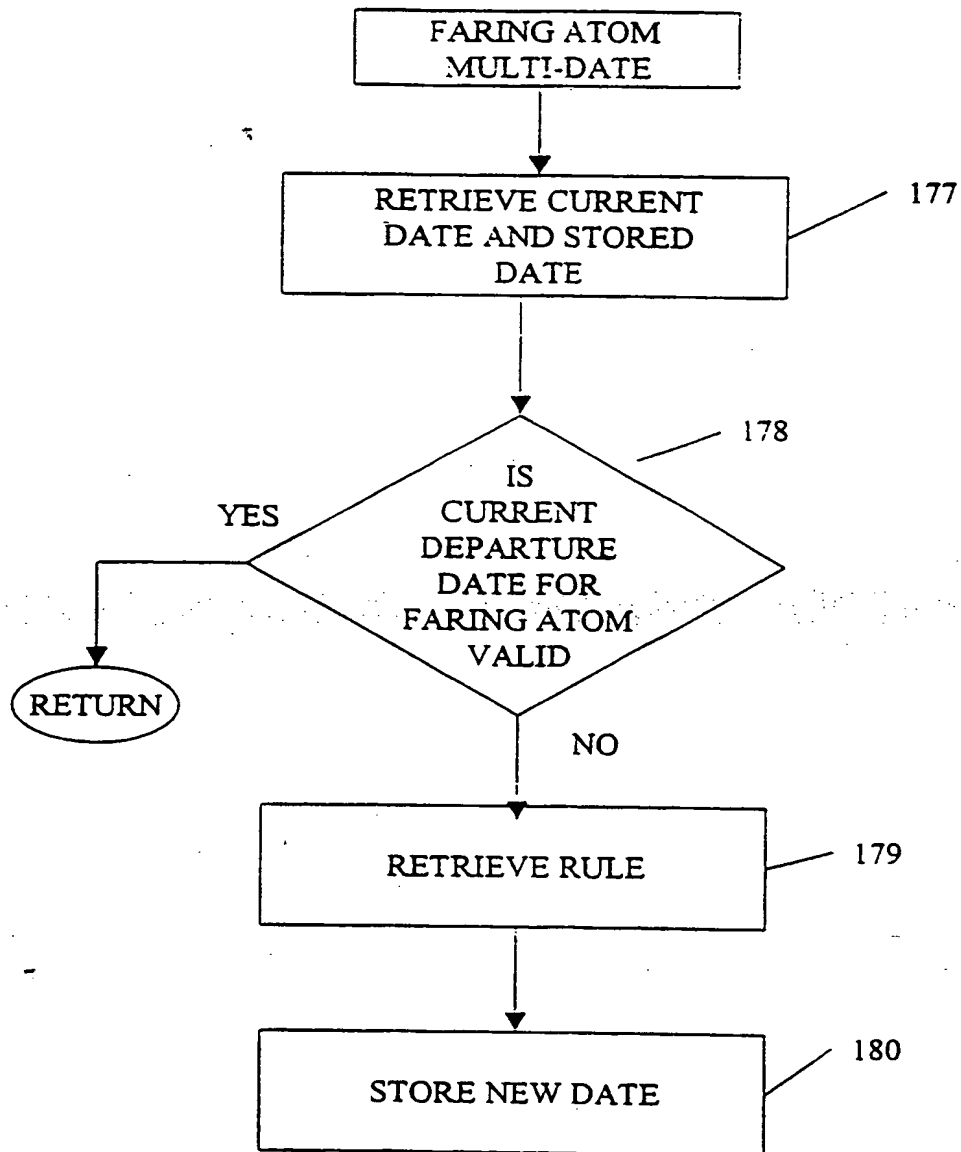 FARING ATOM
MULTI-DATE
RETRIEVE CURRENT
DATE AND STORED
DATE
177
178
IS
CURRENT
DEPARTURE
DATE FOR
FARING ATOM
VALID
YES
RETURN
NO
RETRIEVE RULE
179
STORE NEW DATE
180